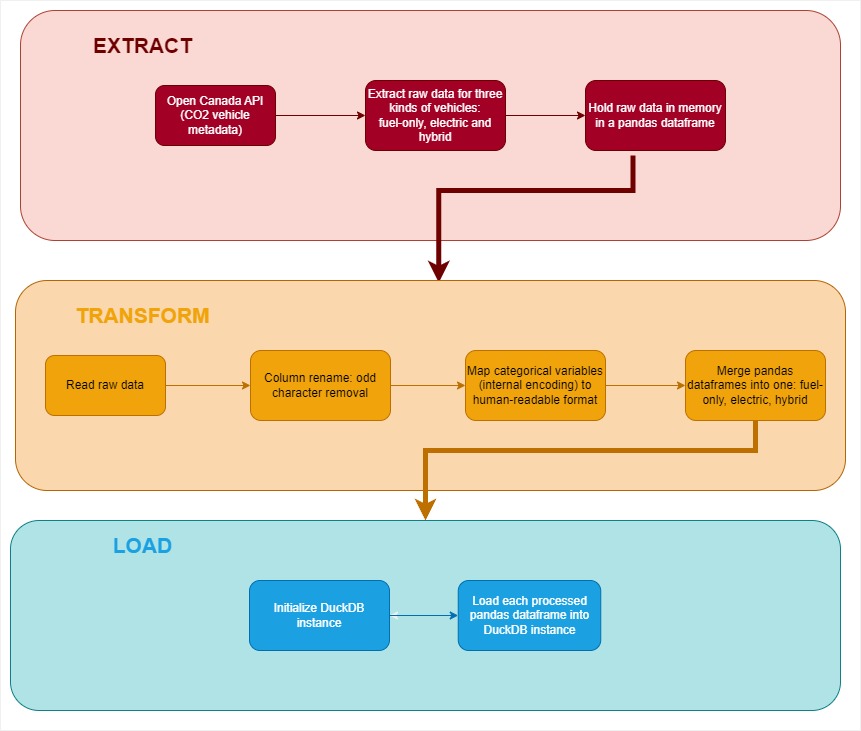 EXTRACT
Open Canada API
(CO2 vehicle
metadata)
Extract raw data for three
kinds of vehicles:
fuel-only, electric and
hybrid
Hold raw data in memory
in a pandas dataframe
TRANSFORM
Read raw data
Column rename: odd
character removal
Map categorical variables
(internal encoding) to
human-readable format
Merge pandas
dataframes into one: fuel-
only, electric, hybrid
LOAD
Initialize DuckDB
instance
Load each processed
pandas dataframe into
DuckDB instance